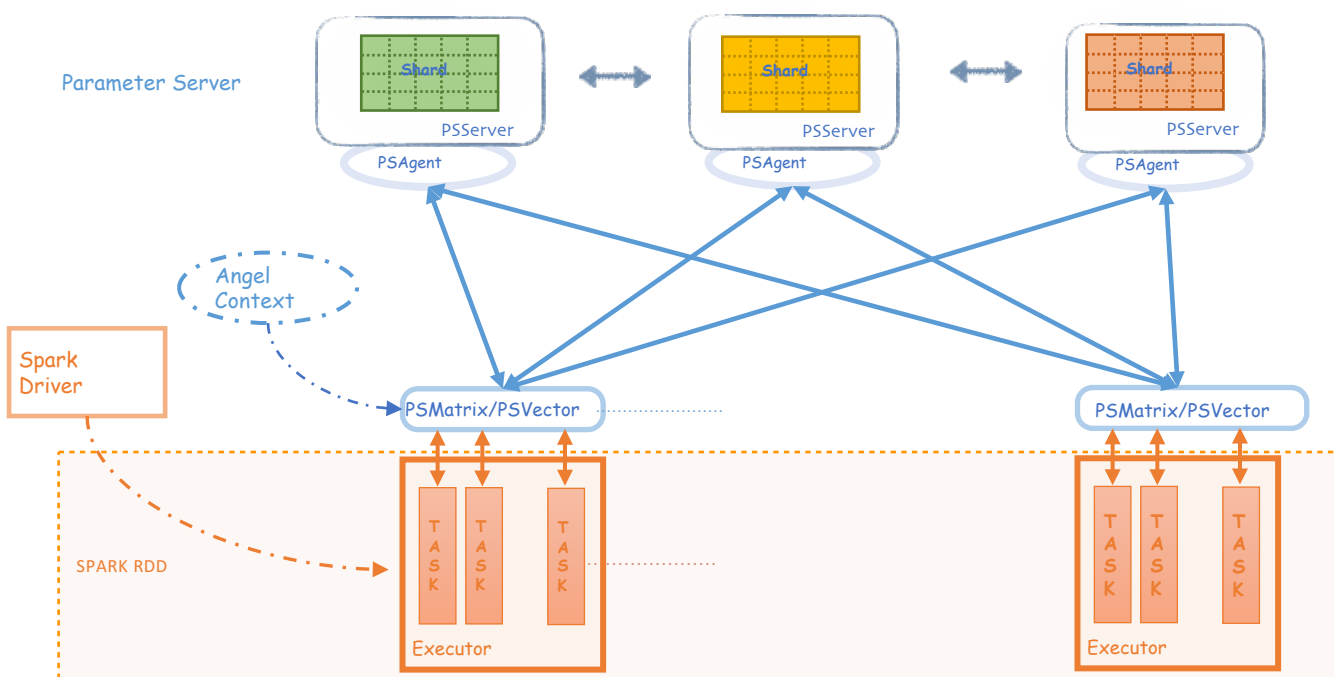 Parameter Server
Shard
PSServer
PSAgent
Shard
PSServer
PSAgent
Shard
PSServer
PSAgent
Angel
Context
Spark
Driver
PSMatrix/PSVector
PSMatrix/PSVector
SPARK RDD
TASK
TASK
TASK
Executor
TASK
TASK
TASK
Executor